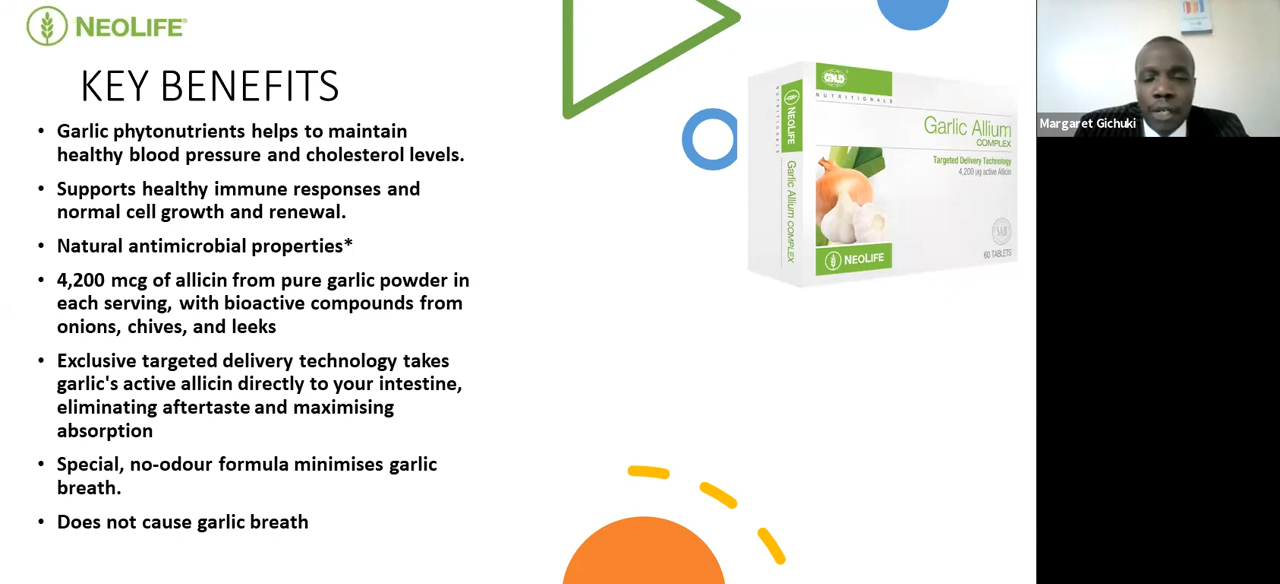 NEOLIFE®
KEY BENEFITS
• Garlic phytonutrients helps to maintain
healthy blood pressure and cholesterol levels.
• Supports healthy immune responses and
normal cell growth and renewal.
• Natural antimicrobial properties*
• 4,200 mcg of allicin from pure garlic powder in
each serving, with bioactive compounds from
onions, chives, and leeks
• Exclusive targeted delivery technology takes
garlic's active allicin directly to your intestine,
eliminating aftertaste and maximising
absorption
• Special, no-odour formula minimises garlic
breath.
• Does not cause garlic breath
GNLD
NUTRITIONALS
Garlic Allium
COMPLEX
Targeted Delivery Technology
4,200 µg active Allicin
SAB
60 TABLETS
NEOLIFE
NUTRITIONALS
NEOLIFE
Garlic Allium COMPLEX
Margaret Gichuki